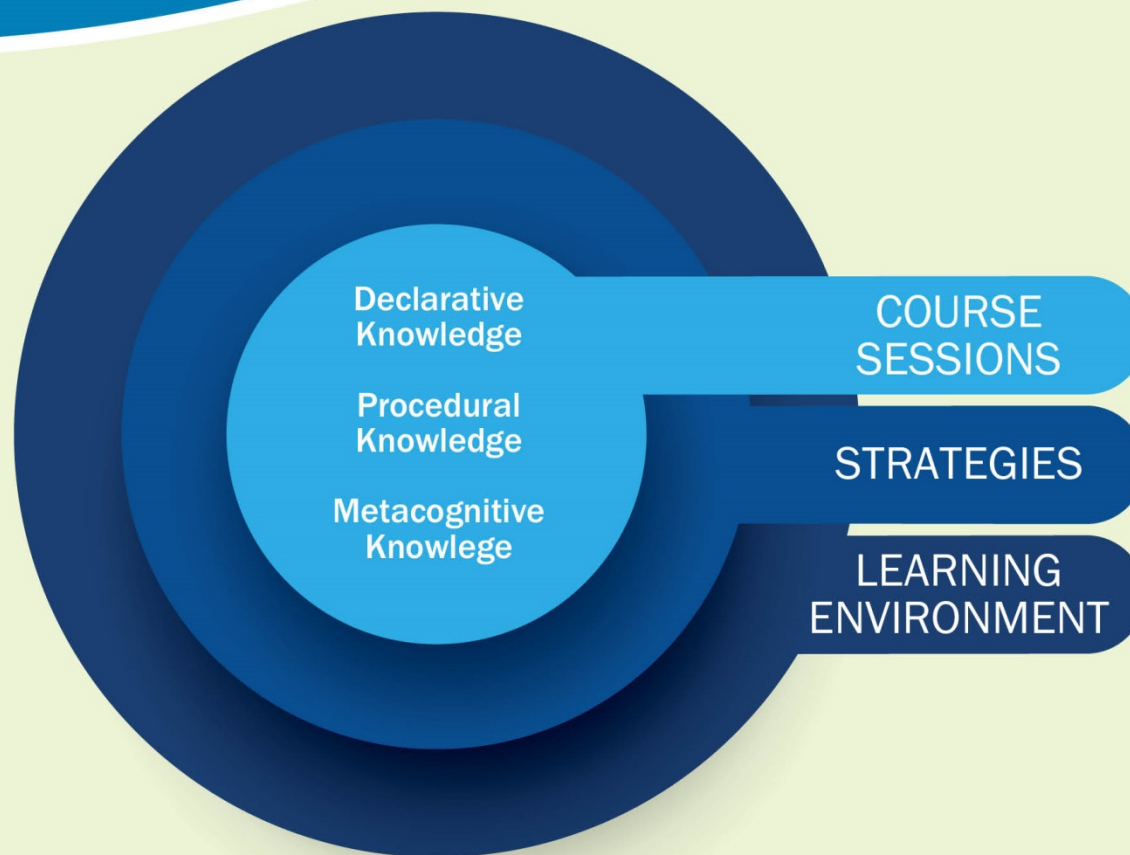 Declarative
Knowledge
Procedural
Knowledge
Metacognitive
Knowlege
COURSE
SESSIONS
STRATEGIES
LEARNING
ENVIRONMENT